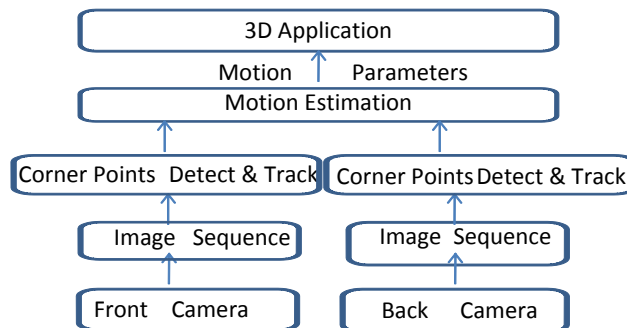 3D Application
Motion Parameters
Motion Estimation
Corner Points Detect & Track
Corner Points Detect & Track
Image Sequence
Image Sequence
Front Camera
Back Camera